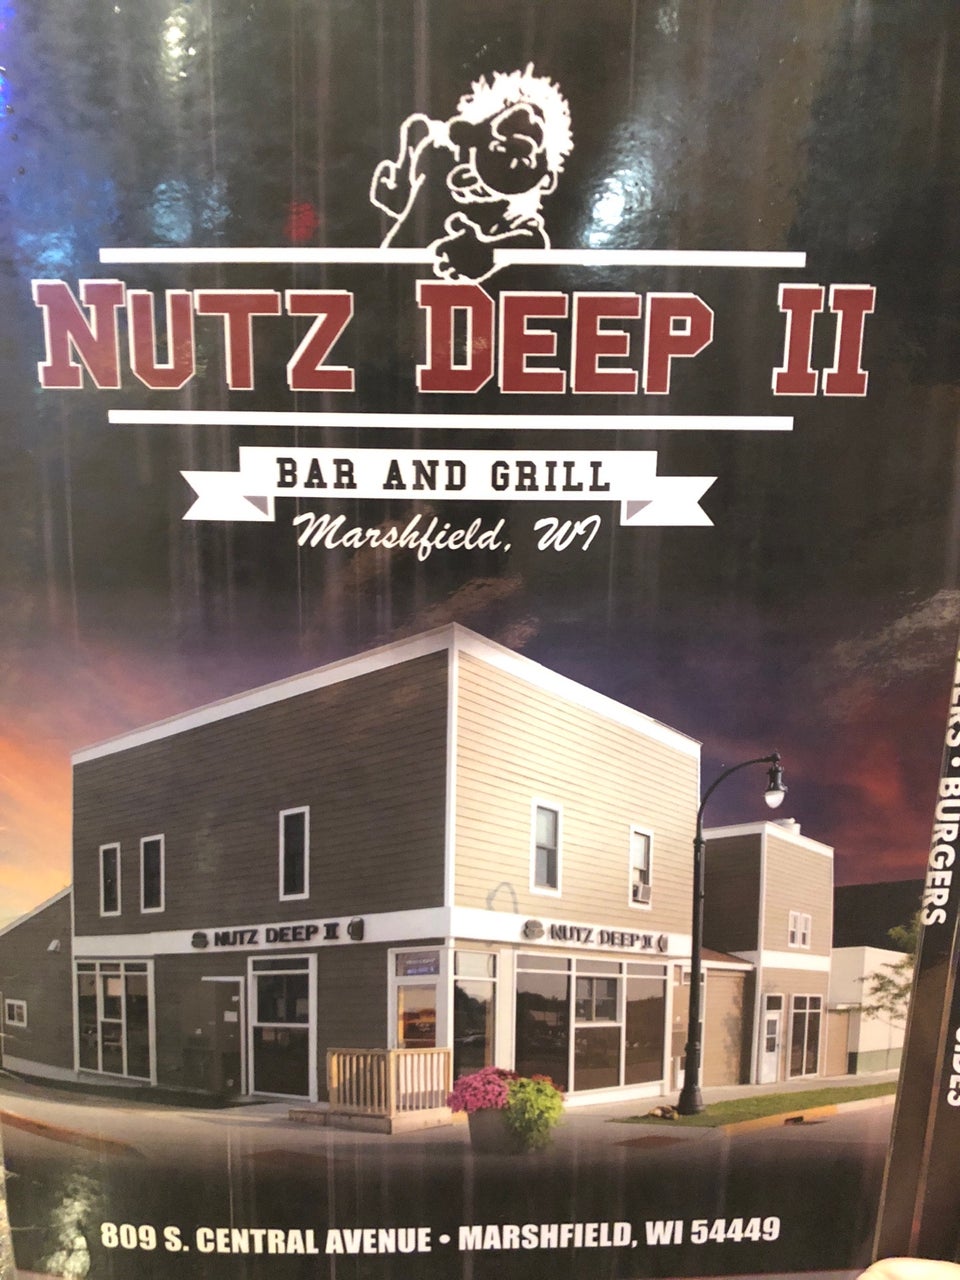 NUTZ DEEP II
BAR AND GRILL
Marshfield, WI
NUTZ DEEP II
NUTZ DEEP II
BURGERS
SIDES
809 S. CENTRAL AVENUE • MARSHFIELD, WI 54449